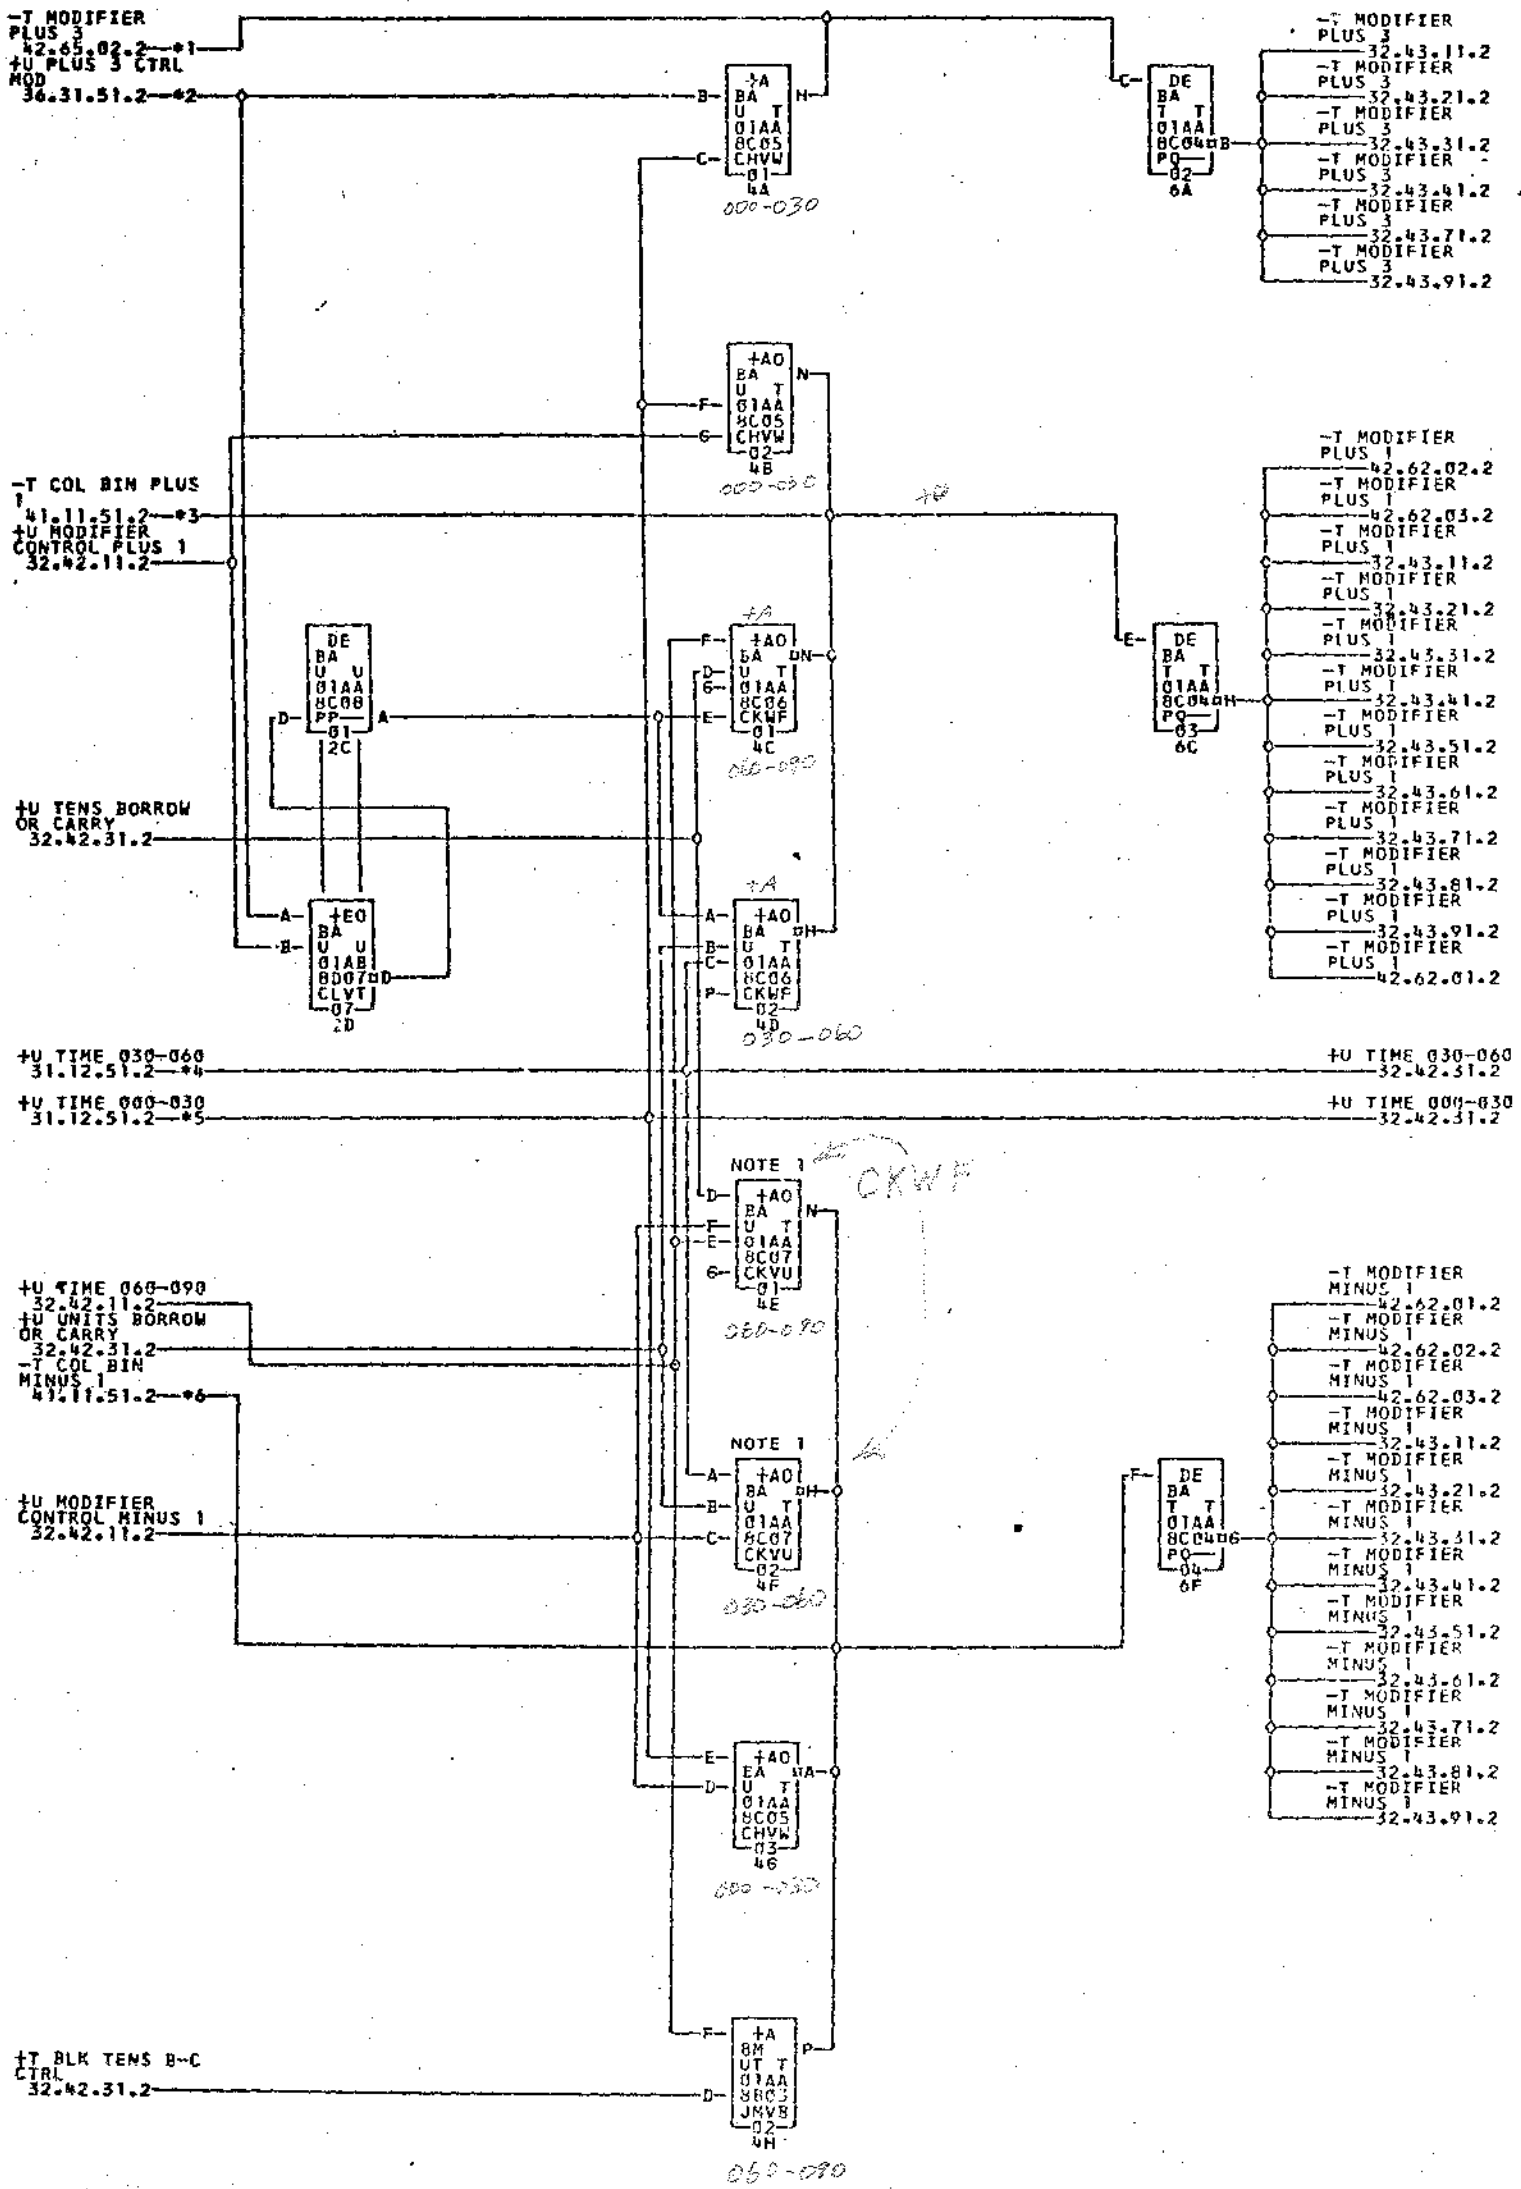 -T MODIFIER
PLUS 3
42.65.02.2—*1
+U PLUS 3 CTRL
MOD
36.31.51.2—*2
-T COL BIN PLUS
1
41.11.51.2—*3
+U MODIFIER
CONTROL PLUS 1
32.42.11.2
+U TENS BORROW
OR CARRY
32.42.31.2
+U TIME 030-060
31.12.51.2—*4
+U TIME 000-030
31.12.51.2—*5
+U TIME 060-090
32.42.11.2
+U UNITS BORROW
OR CARRY
32.42.31.2
-T COL BIN
MINUS 1
41.11.51.2—*6
+U MODIFIER
CONTROL MINUS 1
32.42.11.2
+T BLK TENS B-C
CTRL
32.42.31.2
D
DE
BA
U U
01AA
8C08
PP—
A
01
2C
A
B
+EO
BA
U U
01AB
8D07
D
CLVT
07
2D
B
C
+A
BA
H
U T
01AA
8C05
CHVW
01
4A
000-030
F
G
+AO
BA
N
U T
01AA
8C05
CHVW
02
4B
000-030
+A
F
D
G
E
+AO
BA
N
U T
01AA
8C06
CKWF
01
4C
060-090
+A
A
B
C
P
+AO
BA
H
U T
01AA
8C06
CKWF
02
4D
030-060
NOTE 1
CKWF
D
F
E
G
+AO
BA
N
U T
01AA
8C07
CKVU
01
4E
060-090
NOTE 1
A
B
C
+AO
BA
H
U T
01AA
8C07
CKVU
02
4F
030-060
E
D
+AO
EA
A
U T
01AA
8C05
CHVW
03
4G
000-030
F
D
+A
8M
P
UT T
01AA
8B03
JMVB
02
4H
060-090
C
DE
BA
T T
01AA
8C04
B
PQ—
02
6A
E
DE
BA
T T
01AA
8C04
H
PQ—
03
6C
F
DE
BA
T T
01AA
8C04
G
PQ—
04
6F
-T MODIFIER
PLUS 3
32.43.11.2
-T MODIFIER
PLUS 3
32.43.21.2
-T MODIFIER
PLUS 3
32.43.31.2
-T MODIFIER
PLUS 3
32.43.41.2
-T MODIFIER
PLUS 3
32.43.71.2
-T MODIFIER
PLUS 3
32.43.91.2
-T MODIFIER
PLUS 1
42.62.02.2
-T MODIFIER
PLUS 1
42.62.03.2
-T MODIFIER
PLUS 1
32.43.11.2
-T MODIFIER
PLUS 1
32.43.21.2
-T MODIFIER
PLUS 1
32.43.31.2
-T MODIFIER
PLUS 1
32.43.41.2
-T MODIFIER
PLUS 1
32.43.51.2
-T MODIFIER
PLUS 1
32.43.61.2
-T MODIFIER
PLUS 1
32.43.71.2
-T MODIFIER
PLUS 1
32.43.81.2
-T MODIFIER
PLUS 1
32.43.91.2
-T MODIFIER
PLUS 1
42.62.01.2
+U TIME 030-060
32.42.31.2
+U TIME 000-030
32.42.31.2
-T MODIFIER
MINUS 1
42.62.01.2
-T MODIFIER
MINUS 1
42.62.02.2
-T MODIFIER
MINUS 1
42.62.03.2
-T MODIFIER
MINUS 1
32.43.11.2
-T MODIFIER
MINUS 1
32.43.21.2
-T MODIFIER
MINUS 1
32.43.31.2
-T MODIFIER
MINUS 1
32.43.41.2
-T MODIFIER
MINUS 1
32.43.51.2
-T MODIFIER
MINUS 1
32.43.61.2
-T MODIFIER
MINUS 1
32.43.71.2
-T MODIFIER
MINUS 1
32.43.81.2
-T MODIFIER
MINUS 1
32.43.91.2